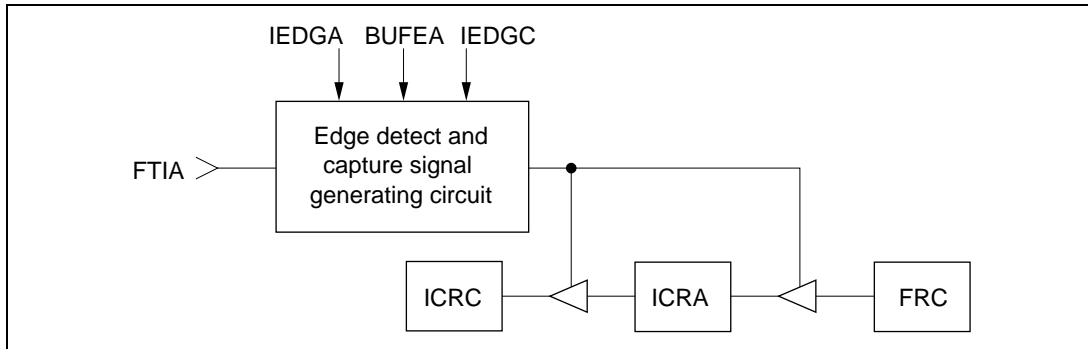 IEDGA BUFEA IEDGC
Edge detect and
capture signal
generating circuit
FTIA
ICRC ICRA FRC